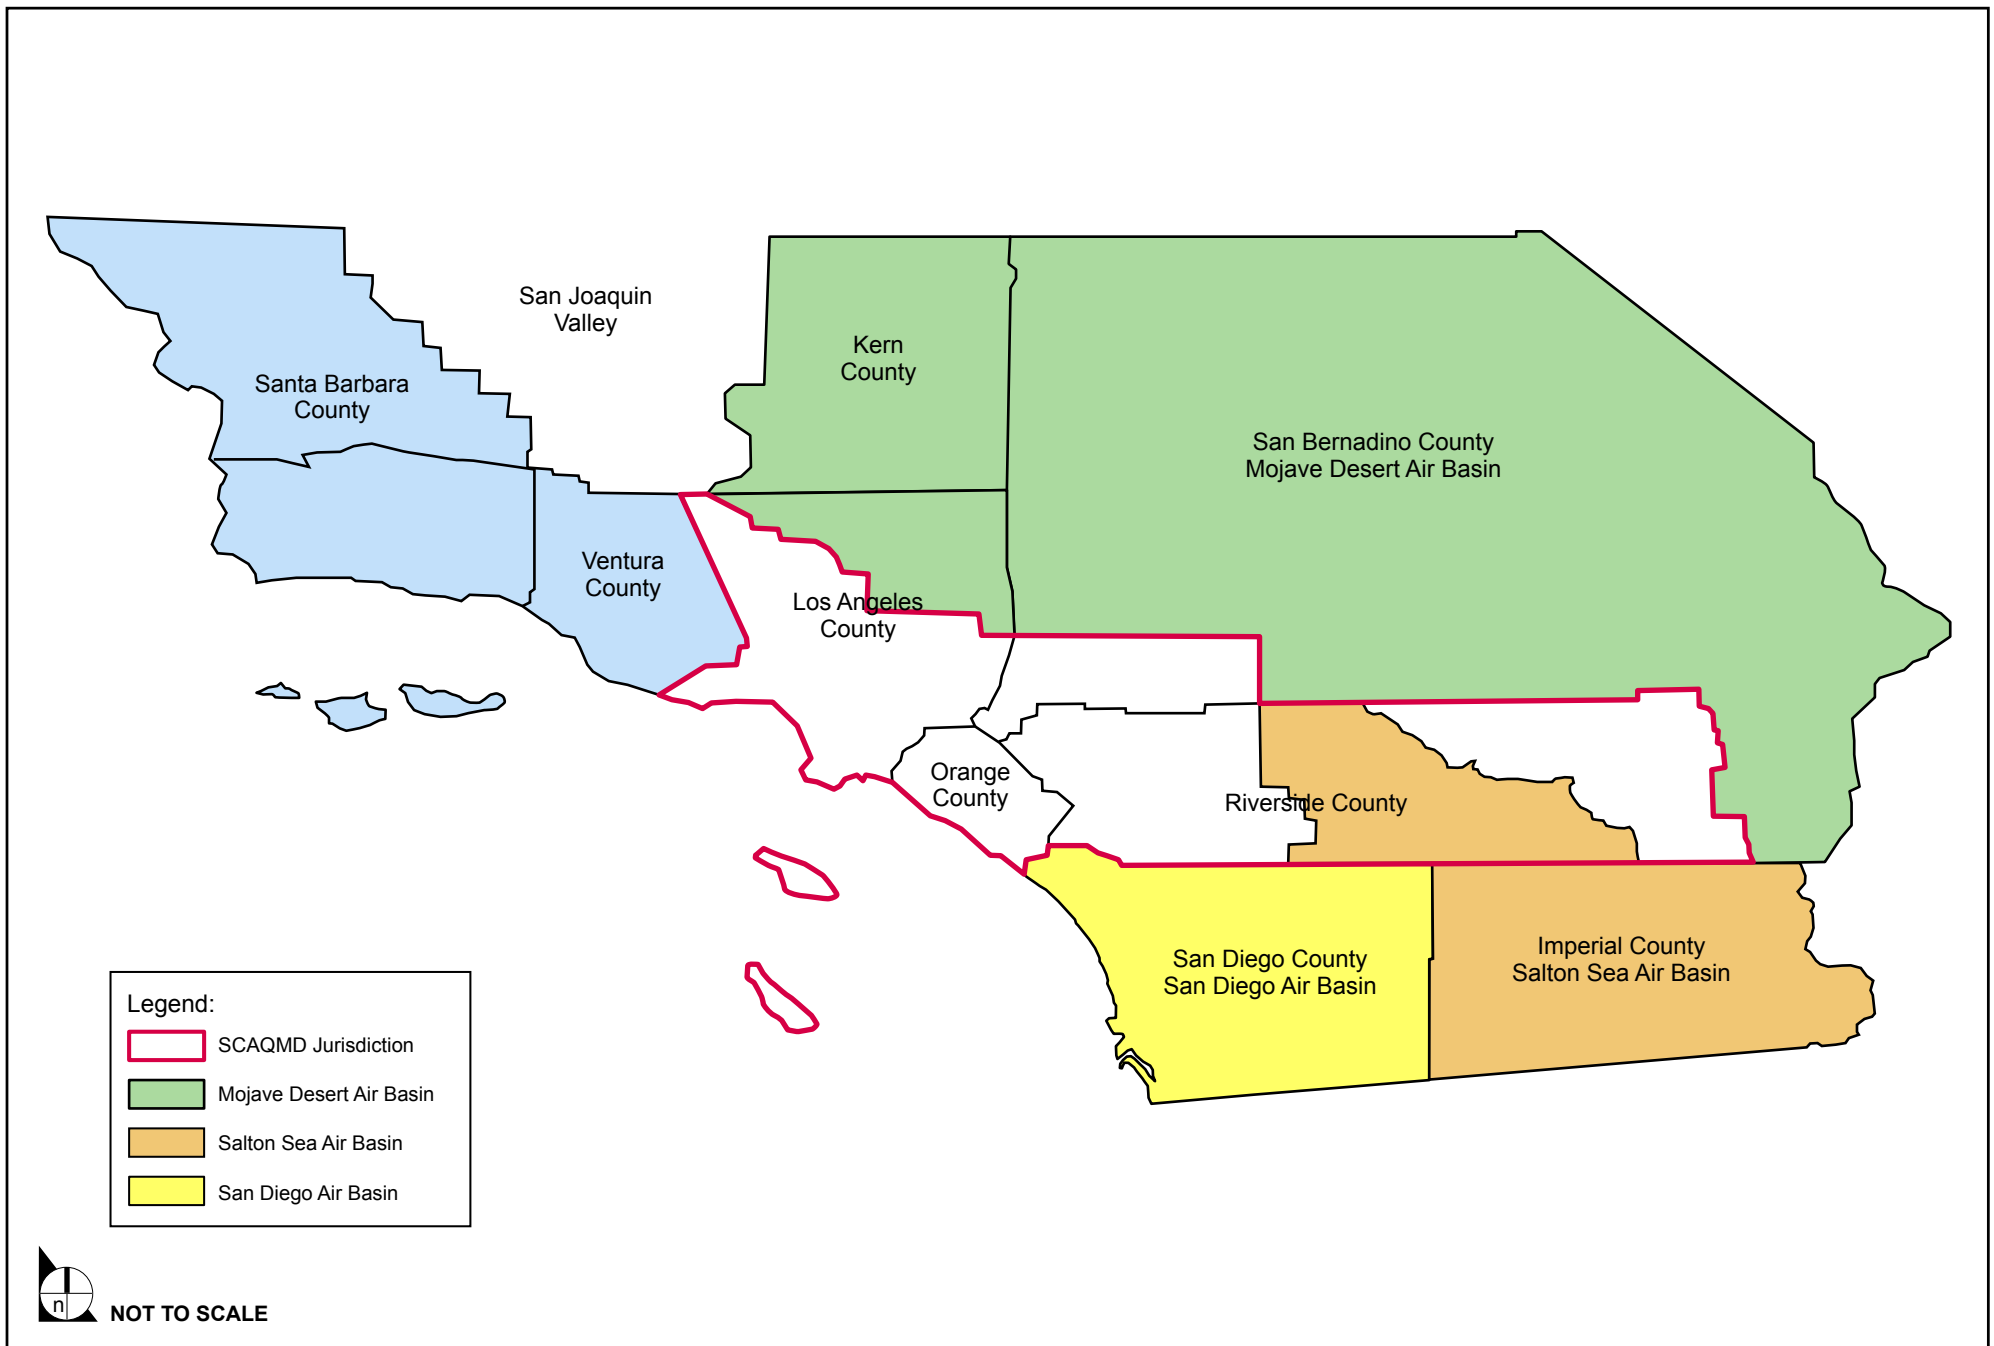 San Joaquin
Valley
Kern
County
Santa Barbara
County
San Bernadino County
Mojave Desert Air Basin
Ventura
County
Los Angeles
County
Orange
County
Riverside County
San Diego County
San Diego Air Basin
Imperial County
Salton Sea Air Basin
Legend:
SCAQMD Jurisdiction
Mojave Desert Air Basin
Salton Sea Air Basin
San Diego Air Basin
n
NOT TO SCALE